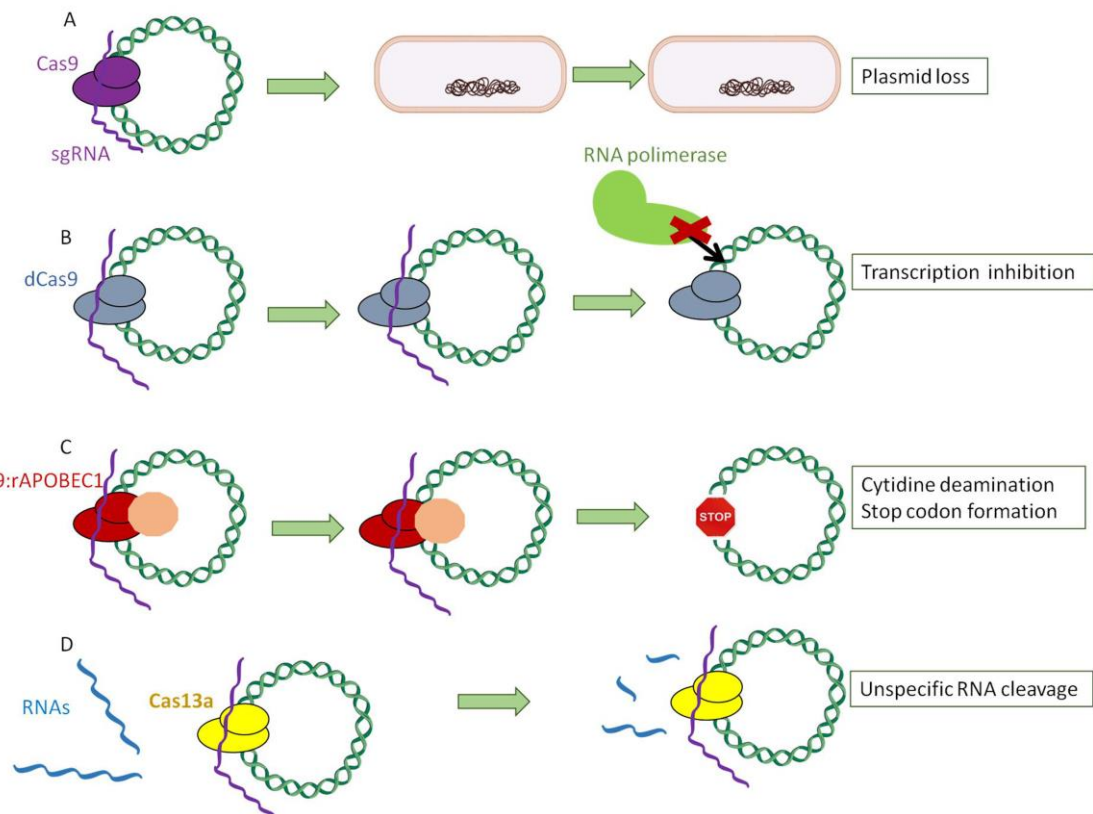 A
Cas9
sgRNA
Plasmid loss
RNA polimerase
B
dCas9
Transcription inhibition
C
9:rAPOBEC1
STOP
Cytidine deamination
Stop codon formation
D
RNAs
Cas13a
Unspecific RNA cleavage